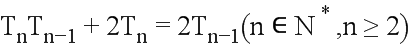 TₙTₙ₋₁ + 2Tₙ = 2Tₙ₋₁(n ∈ N*,n ≥ 2)